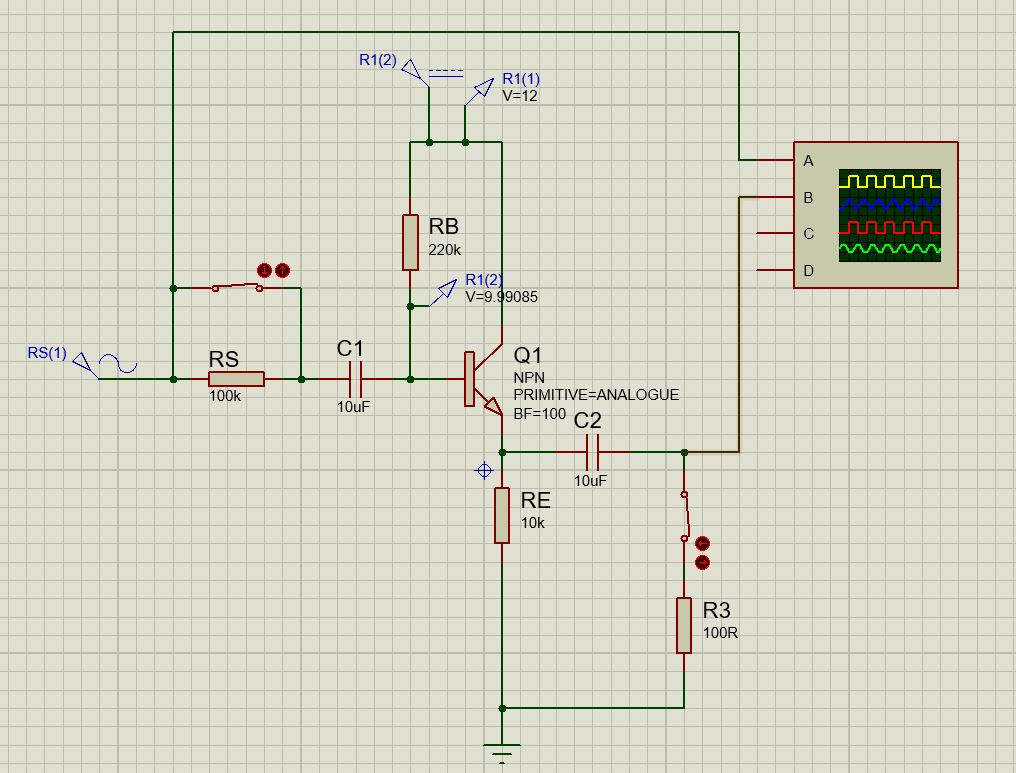 R1(2)
R1(1)
V=12
A
B
C
D
RB
220k
R1(2)
V=9.99085
RS(1)
RS
100k
C1
10uF
Q1
NPN
PRIMITIVE=ANALOGUE
BF=100
C2
10uF
RE
10k
R3
100R